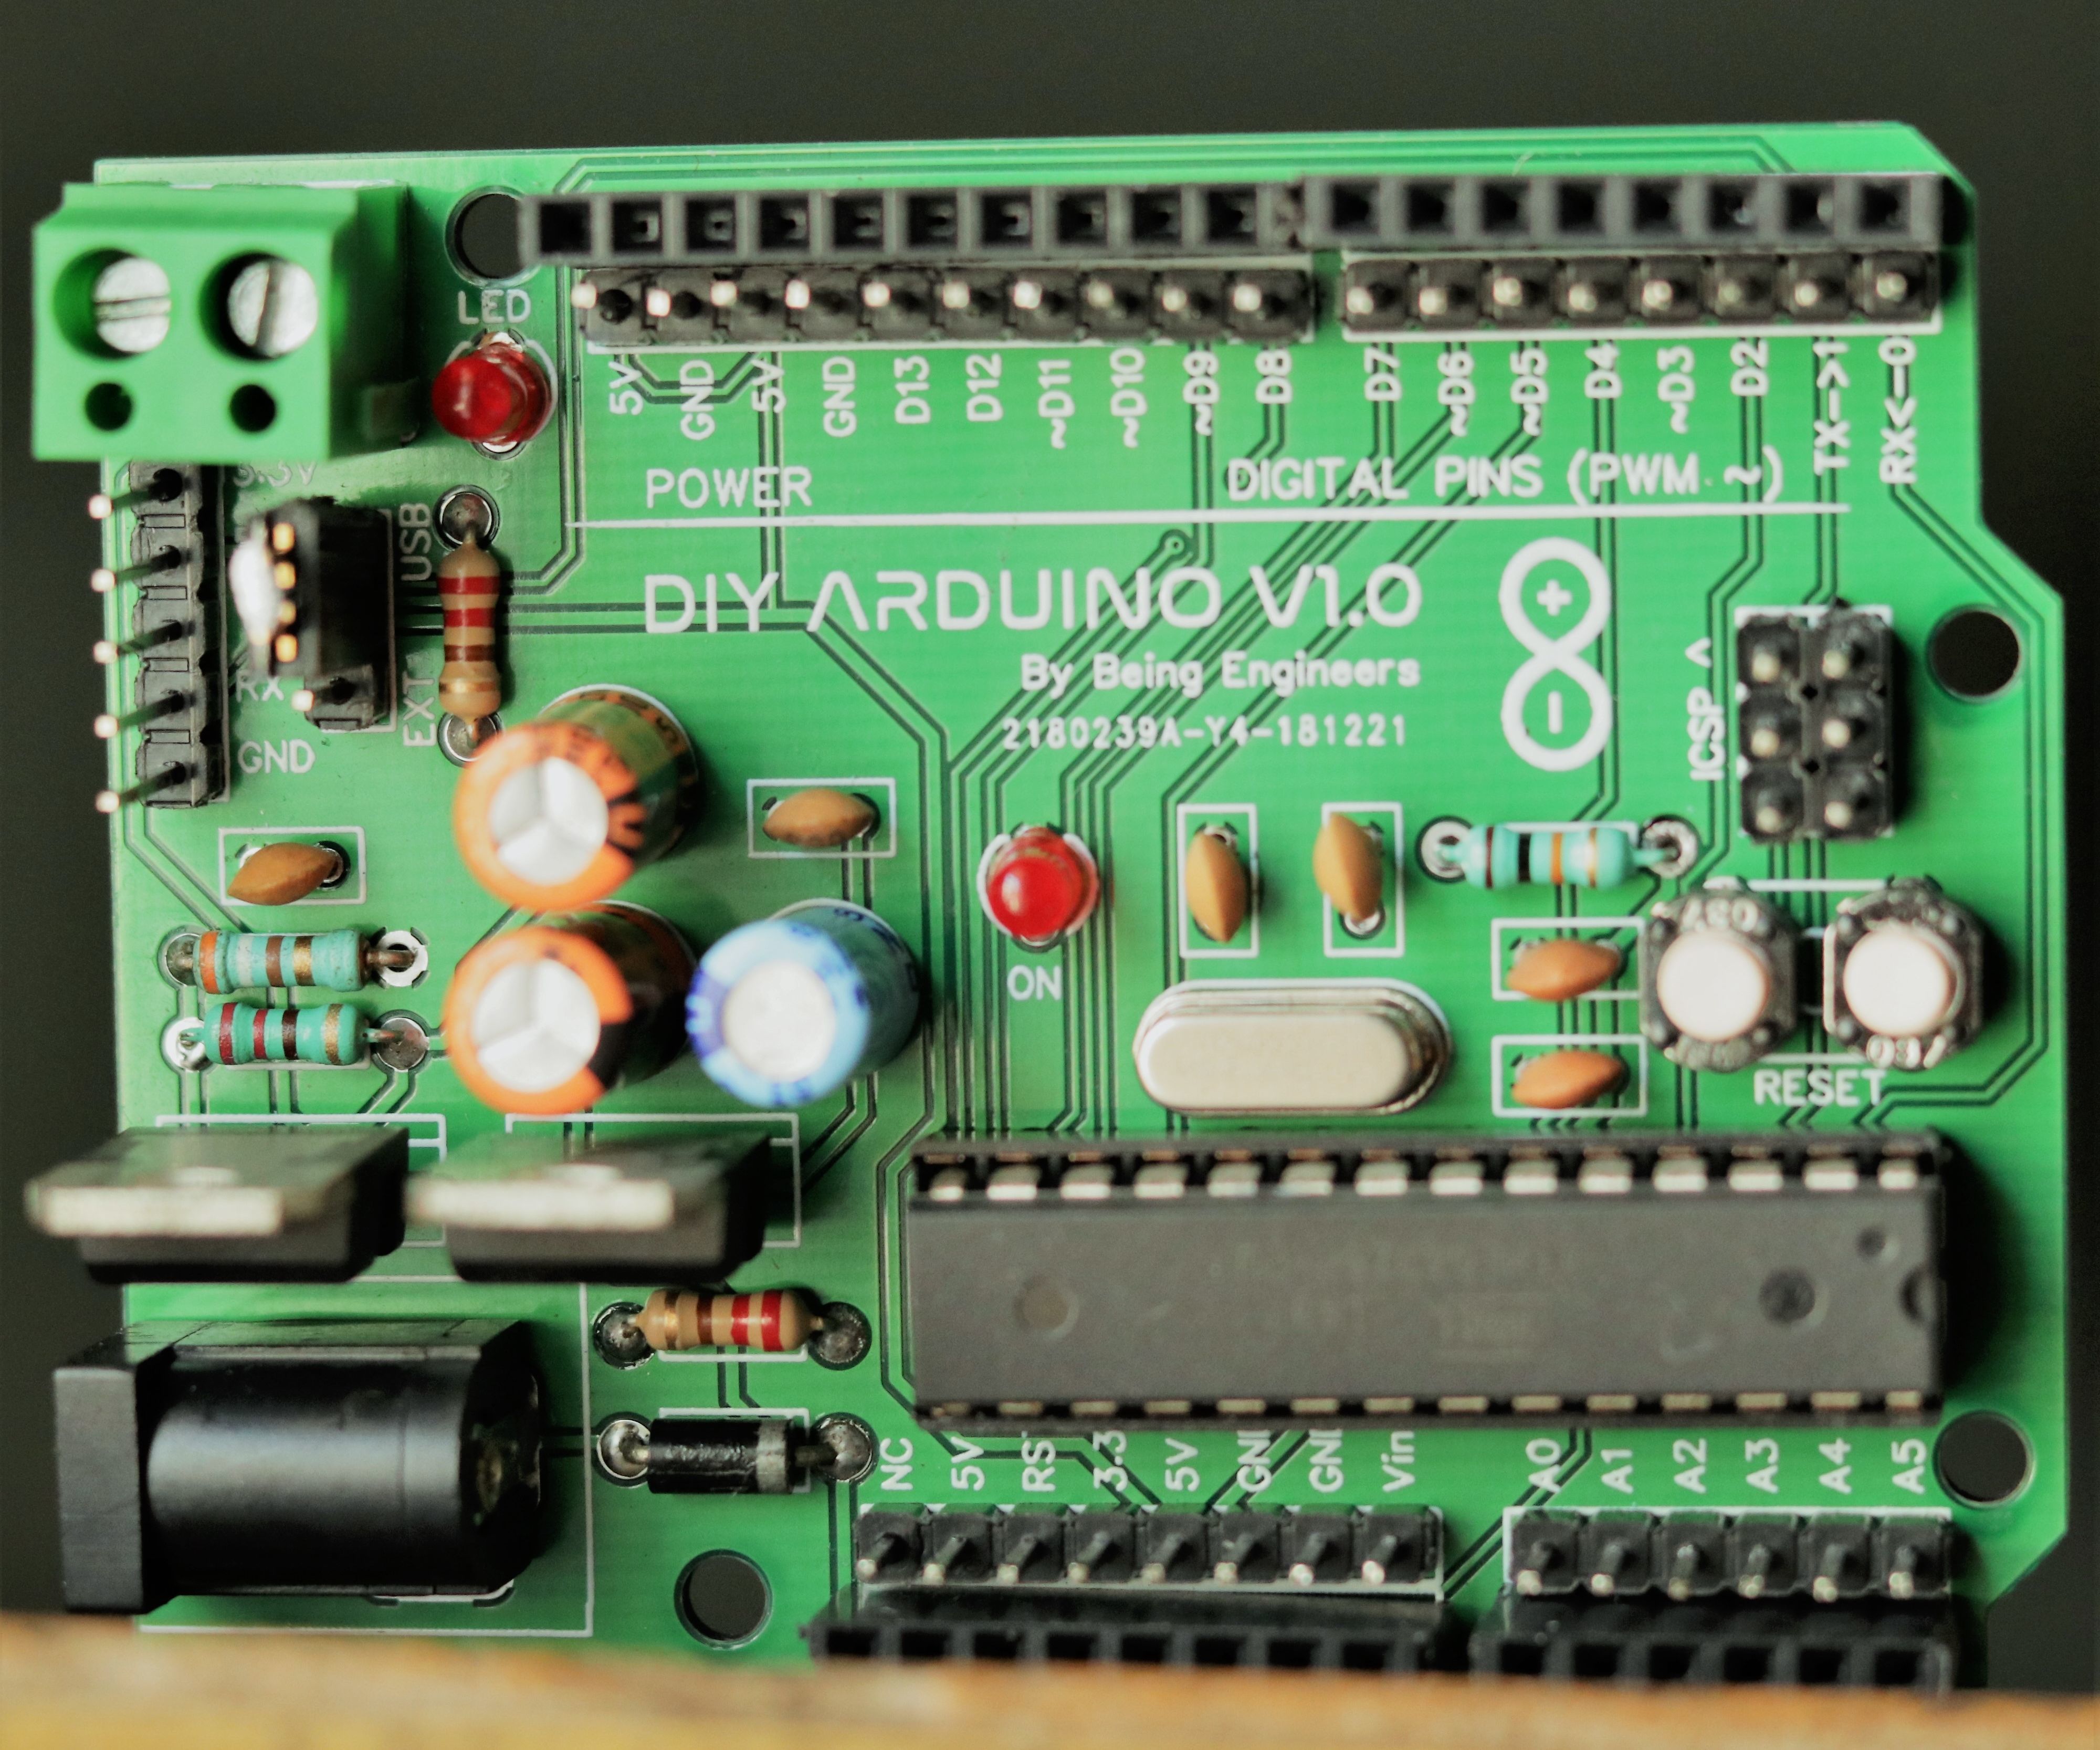 LED
5V GND 5V GND D13 D12 ~D11 ~D10 ~D9 D8 D7 ~D6 ~D5 D4 ~D3 D2 TX->1 RX<-0
POWER
DIGITAL PINS (PWM ~)
3.3V
USB
DIY ARDUINO V1.0
By Being Engineers
2180239A-Y4-181221
ICSP >
RX
EXT
GND
ON
RESET
NC 5V RST 3.3 5V GND GND Vin A0 A1 A2 A3 A4 A5